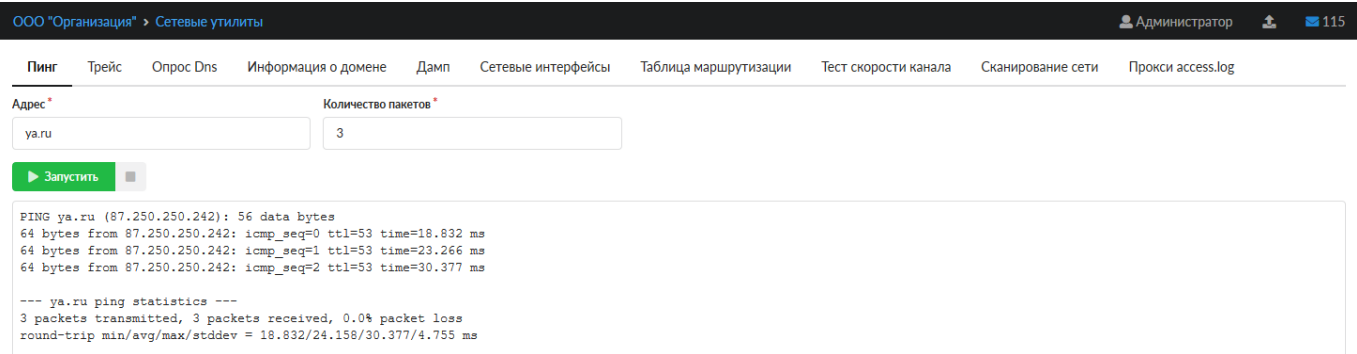 ООО "Организация" > Сетевые утилиты Администратор 115
Пинг Трейс Опрос Dns Информация о домене Дамп Сетевые интерфейсы Таблица маршрутизации Тест скорости канала Сканирование сети Прокси access.log
Адрес * Количество пакетов *
ya.ru 3
Запустить
PING ya.ru (87.250.250.242): 56 data bytes
64 bytes from 87.250.250.242: icmp_seq=0 ttl=53 time=18.832 ms
64 bytes from 87.250.250.242: icmp_seq=1 ttl=53 time=23.266 ms
64 bytes from 87.250.250.242: icmp_seq=2 ttl=53 time=30.377 ms
--- ya.ru ping statistics ---
3 packets transmitted, 3 packets received, 0.0% packet loss
round-trip min/avg/max/stddev = 18.832/24.158/30.377/4.755 ms